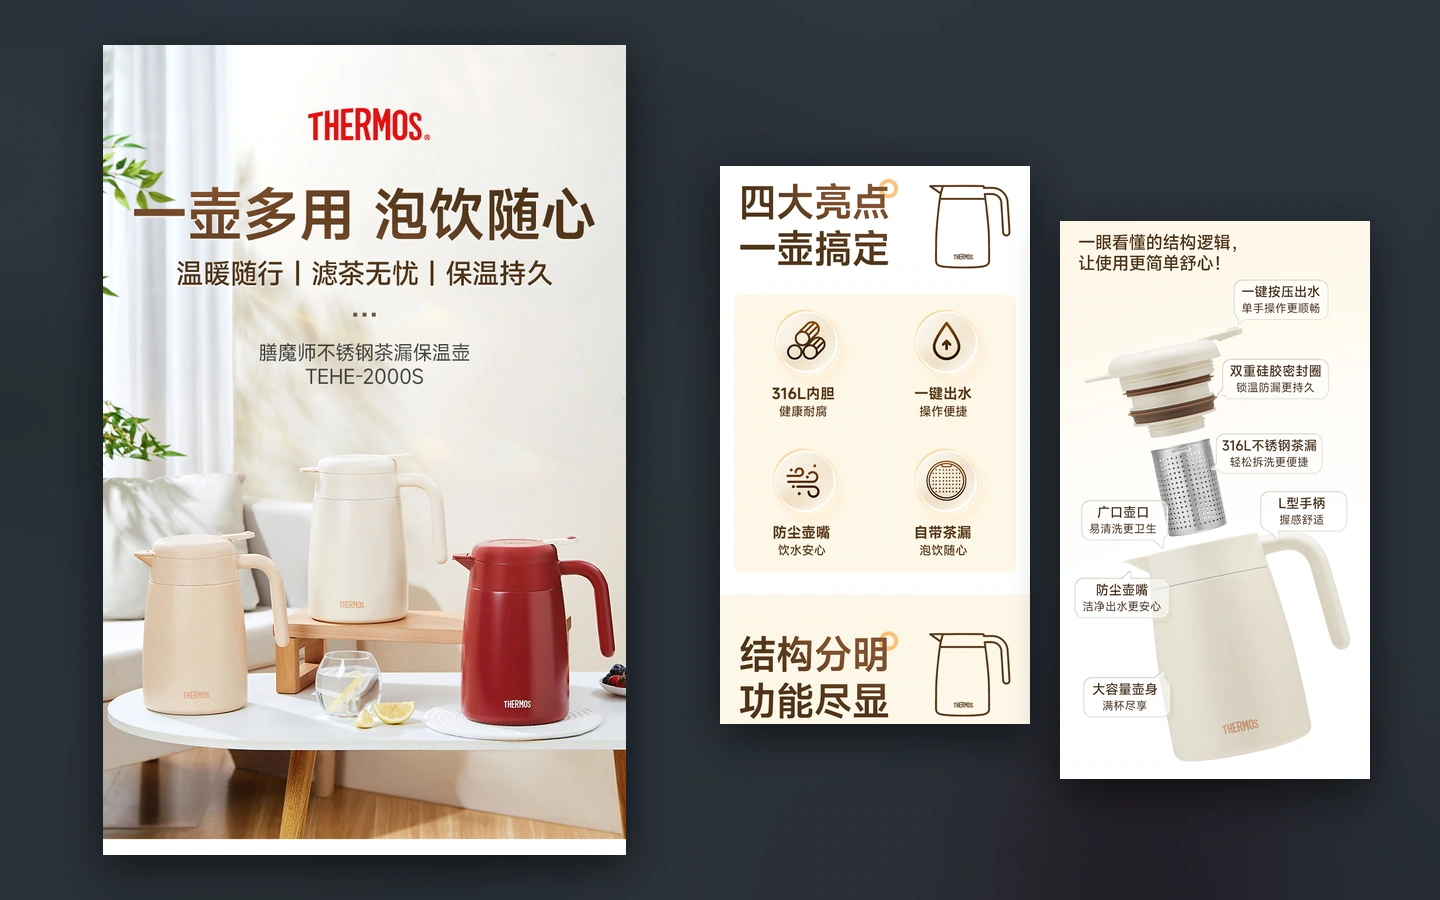 THERMOS®
一壶多用 泡饮随心
温暖随行 | 滤茶无忧 | 保温持久
膳魔师不锈钢茶漏保温壶
TEHE-2000S
THERMOS
THERMOS
THERMOS
四大亮点
一壶搞定
THERMOS
316L内胆
健康耐腐
一键出水
操作便捷
防尘壶嘴
饮水安心
自带茶漏
泡饮随心
结构分明
功能尽显
THERMOS
一眼看懂的结构逻辑，
让使用更简单舒心！
一键按压出水
单手操作更顺畅
双重硅胶密封圈
锁温防漏更持久
316L不锈钢茶漏
轻松拆洗更便捷
L型手柄
握感舒适
广口壶口
易清洗更卫生
防尘壶嘴
洁净出水更安心
大容量壶身
满杯尽享
THERMOS